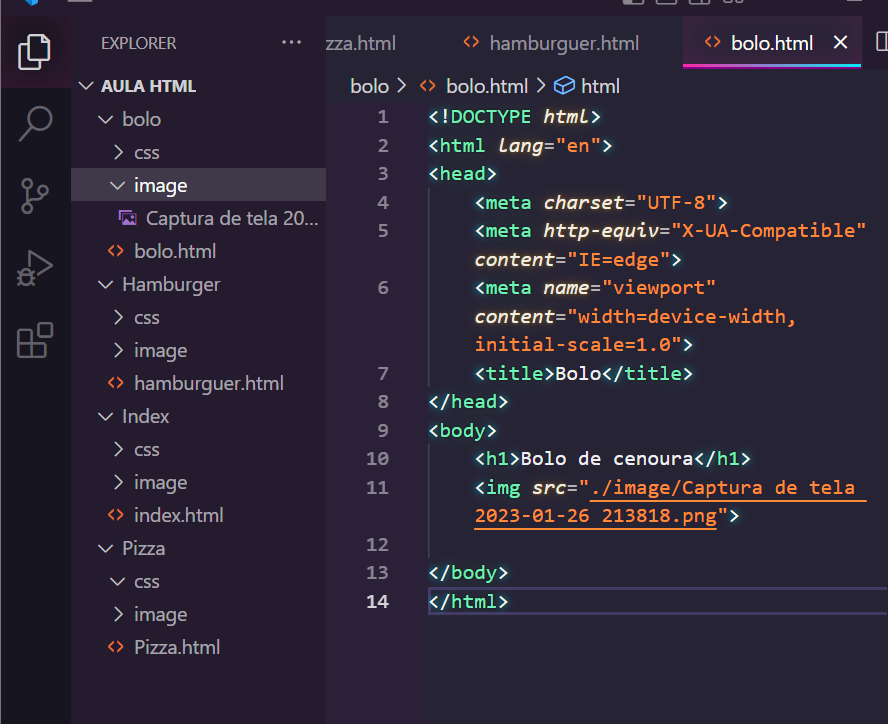 EXPLORER
AULA HTML
bolo
css
image
Captura de tela 20...
bolo.html
Hamburger
css
image
hamburguer.html
Index
css
image
index.html
Pizza
css
image
Pizza.html
zza.html
hamburguer.html
bolo.html
bolo > bolo.html > html
1 <!DOCTYPE html>
2 <html lang="en">
3 <head>
4 <meta charset="UTF-8">
5 <meta http-equiv="X-UA-Compatible"
content="IE=edge">
6 <meta name="viewport"
content="width=device-width,
initial-scale=1.0">
7 <title>Bolo</title>
8 </head>
9 <body>
10 <h1>Bolo de cenoura</h1>
11 <img src="./image/Captura de tela
2023-01-26 213818.png">
12
13 </body>
14 </html>